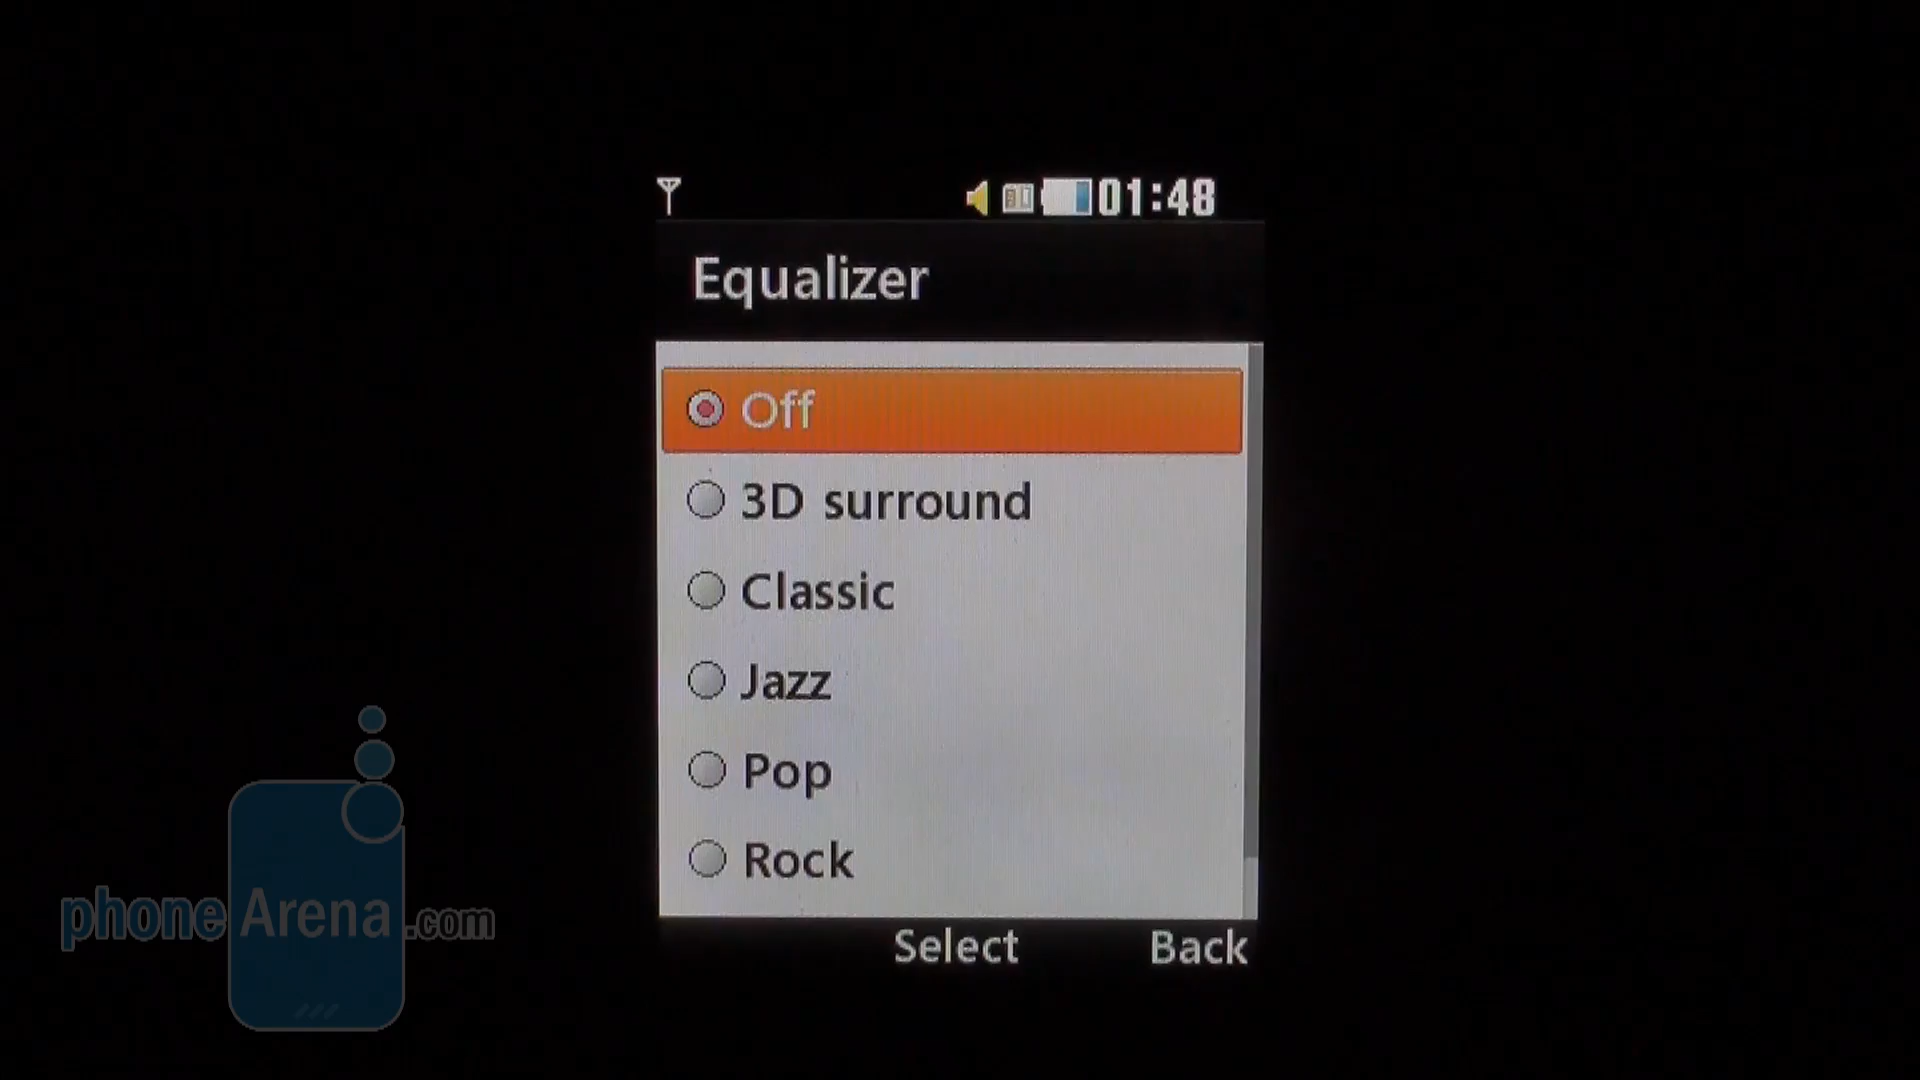 01:48
Equalizer
Off
3D surround
Classic
Jazz
Pop
Rock
Select Back
phoneArena.com